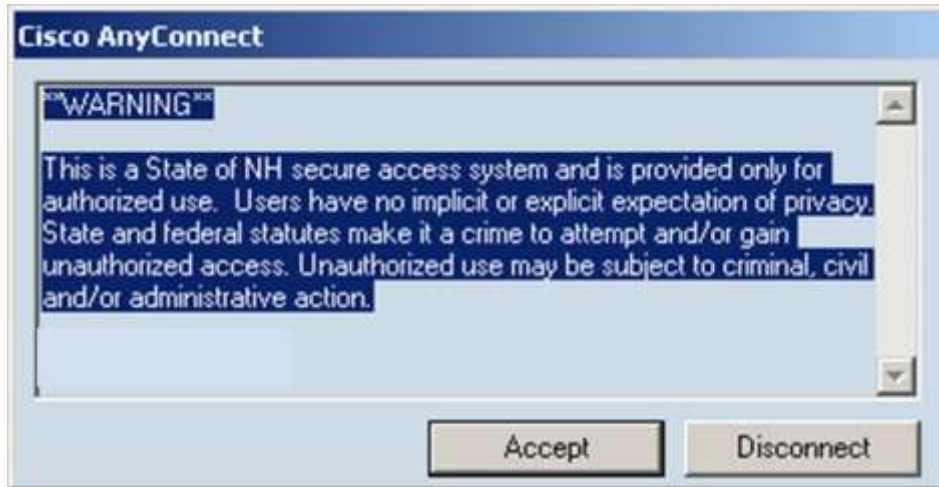 Cisco AnyConnect
**WARNING**
This is a State of NH secure access system and is provided only for
authorized use.  Users have no implicit or explicit expectation of privacy.
State and federal statutes make it a crime to attempt and/or gain
unauthorized access. Unauthorized use may be subject to criminal, civil
and/or administrative action.
Accept
Disconnect